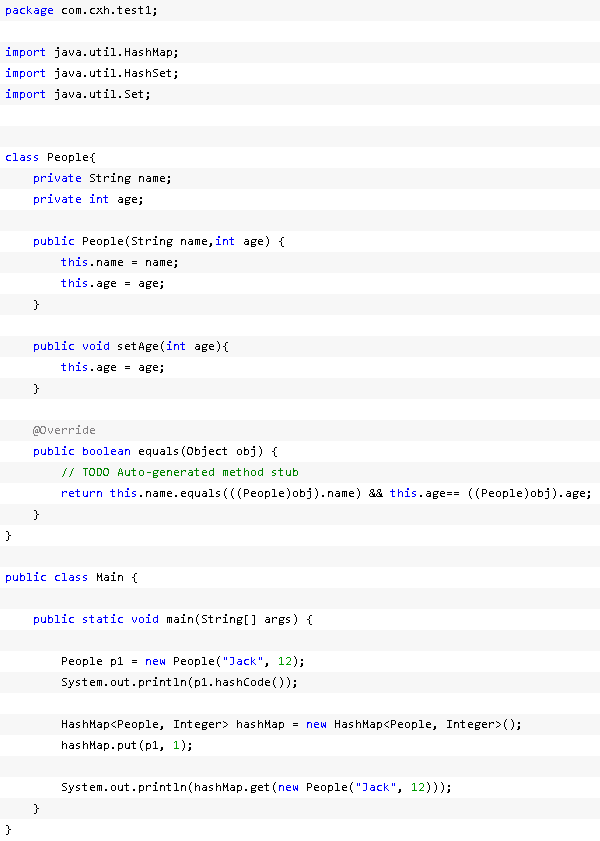 package com.cxh.test1;
import java.util.HashMap;
import java.util.HashSet;
import java.util.Set;
class People{
private String name;
private int age;
public People(String name,int age) {
this.name = name;
this.age = age;
}
public void setAge(int age){
this.age = age;
}
@Override
public boolean equals(Object obj) {
// TODO Auto-generated method stub
return this.name.equals(((People)obj).name) && this.age== ((People)obj).age;
}
}
public class Main {
public static void main(String[] args) {
People p1 = new People("Jack", 12);
System.out.println(p1.hashCode());
HashMap<People, Integer> hashMap = new HashMap<People, Integer>();
hashMap.put(p1, 1);
System.out.println(hashMap.get(new People("Jack", 12)));
}
}